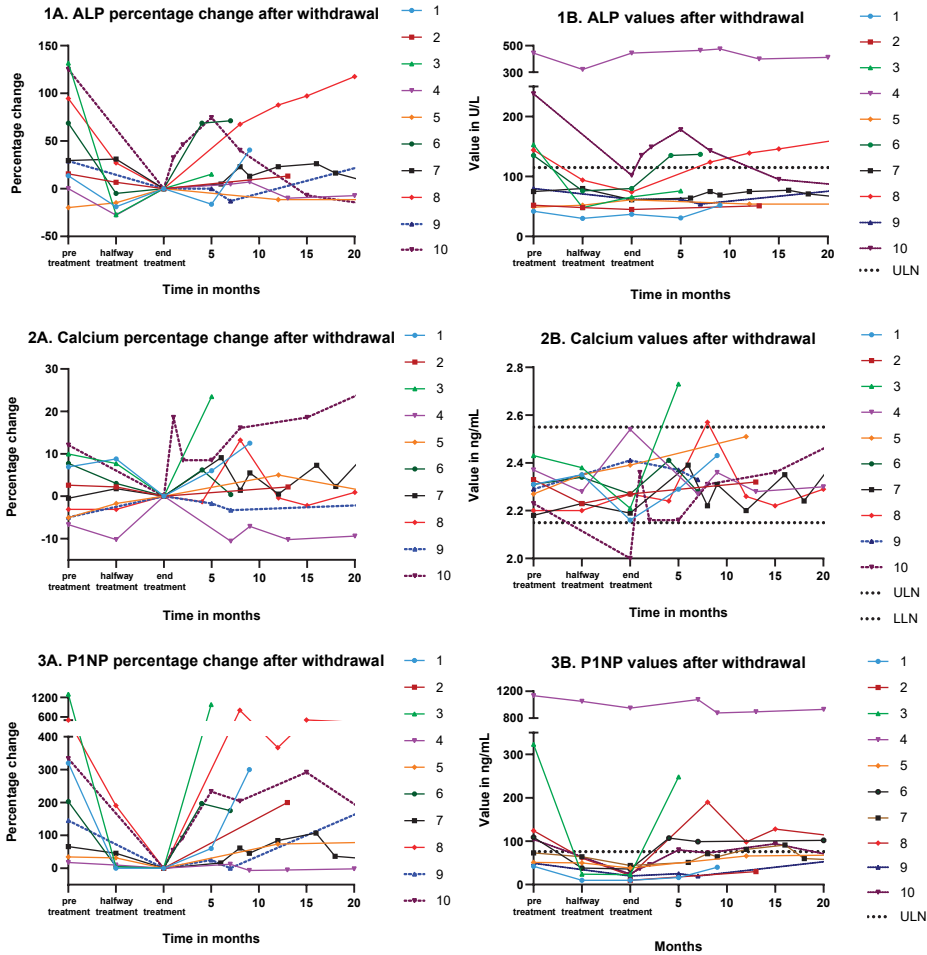 1A. ALP percentage change after withdrawal
Percentage change
150
100
50
0
-50
pre treatment
halfway treatment
end treatment
5
10
15
20
Time in months
1
2
3
4
5
6
7
8
9
10
1B. ALP values after withdrawal
Value in U/L
500
300
200
100
0
pre treatment
halfway treatment
end treatment
5
10
15
20
Time in months
1
2
3
4
5
6
7
8
9
10
ULN
2A. Calcium percentage change after withdrawal
Percentage change
30
20
10
0
-10
pre treatment
halfway treatment
end treatment
5
10
15
20
Time in months
1
2
3
4
5
6
7
8
9
10
2B. Calcium values after withdrawal
Value in ng/mL
2.8
2.6
2.4
2.2
2.0
pre treatment
halfway treatment
end treatment
5
10
15
20
Time in months
1
2
3
4
5
6
7
8
9
10
ULN
LLN
3A. P1NP percentage change after withdrawal
Percentage change
1200
600
400
300
200
100
0
pre treatment
halfway treatment
end treatment
5
10
15
20
Time in months
1
2
3
4
5
6
7
8
9
10
3B. P1NP values after withdrawal
Value in ng/mL
1200
800
300
200
100
0
pre treatment
halfway treatment
end treatment
5
10
15
20
Months
1
2
3
4
5
6
7
8
9
10
ULN